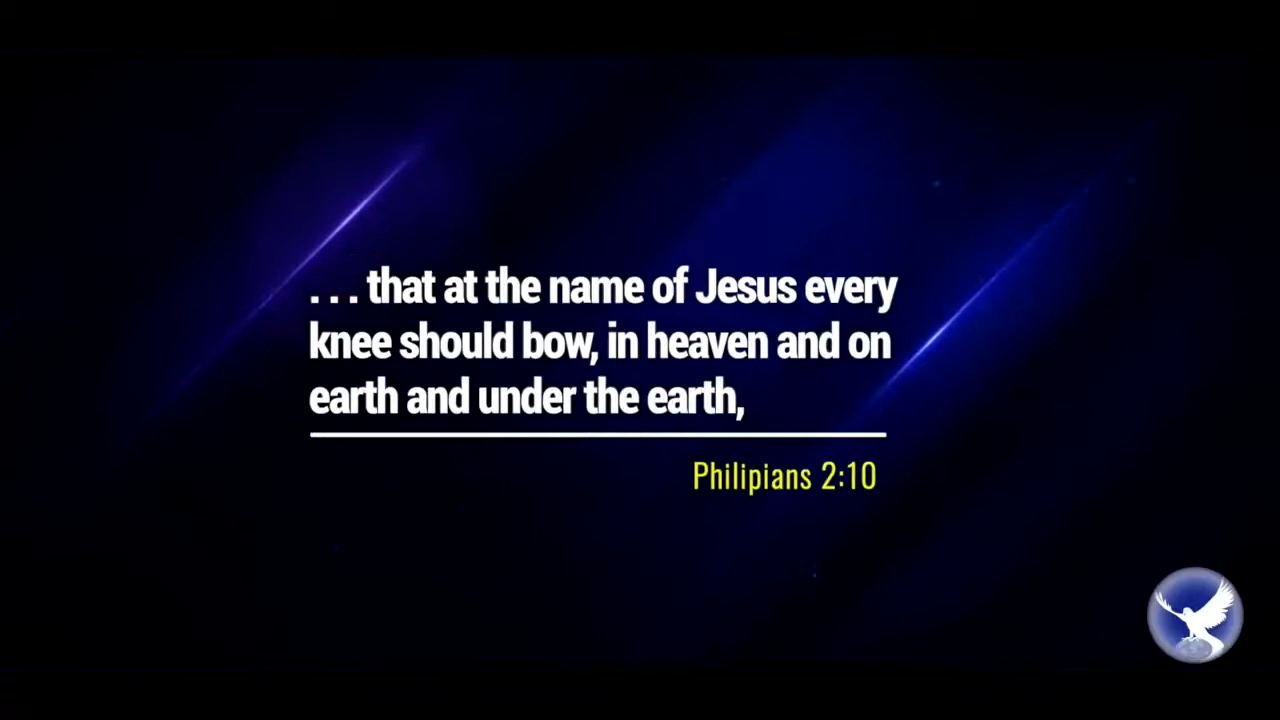 . . . that at the name of Jesus every
knee should bow, in heaven and on
earth and under the earth,
Philipians 2:10